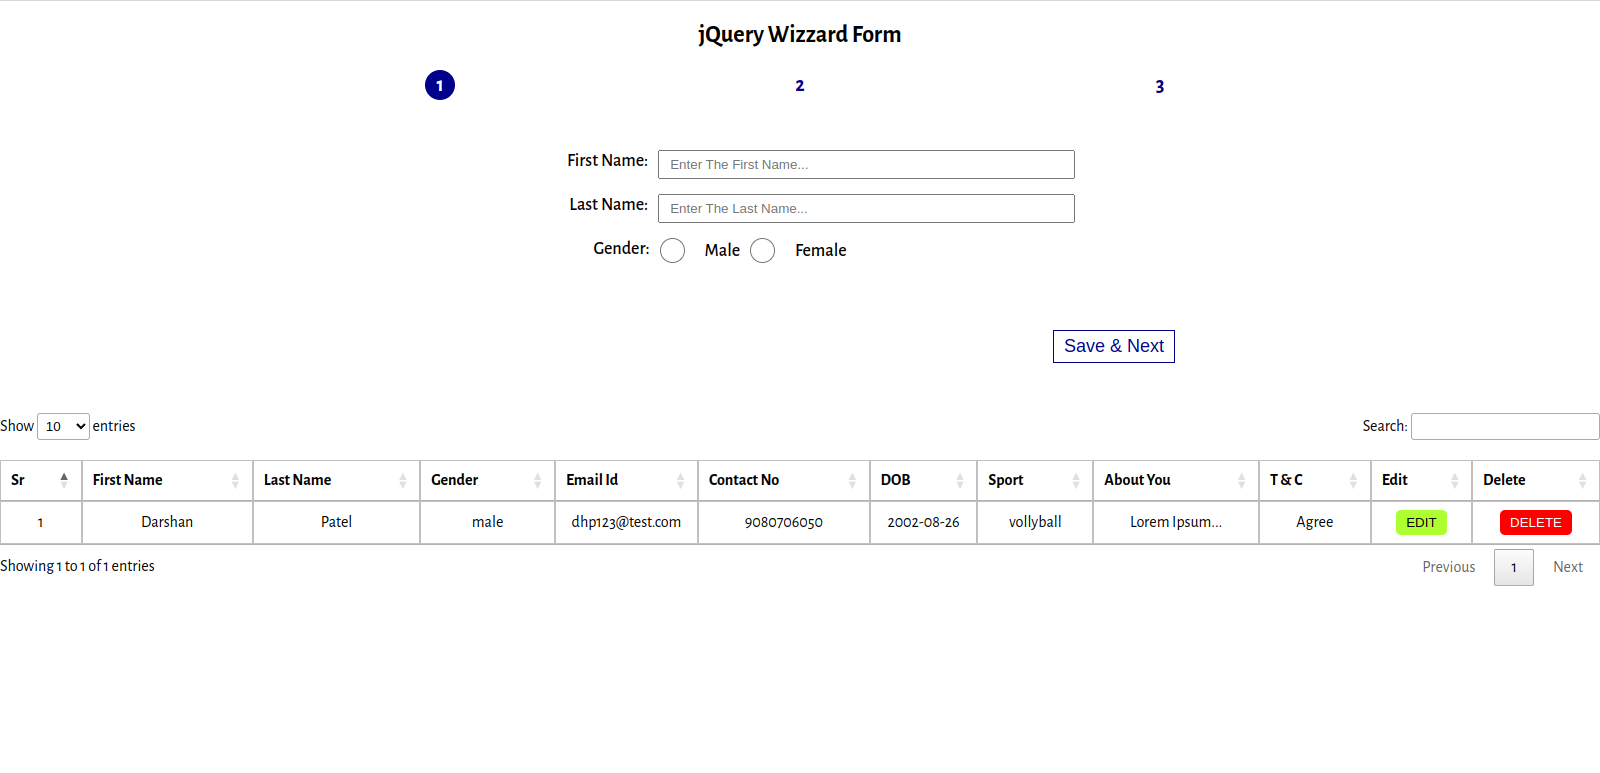 jQuery Wizzard Form
1 2 3
First Name: Enter The First Name...
Last Name: Enter The Last Name...
Gender: Male Female
Save & Next
Show 10 entries Search:
Sr First Name Last Name Gender Email Id Contact No DOB Sport About You T & C Edit Delete
1 Darshan Patel male dhp123@test.com 9080706050 2002-08-26 vollyball Lorem Ipsum... Agree EDIT DELETE
Showing 1 to 1 of 1 entries Previous 1 Next